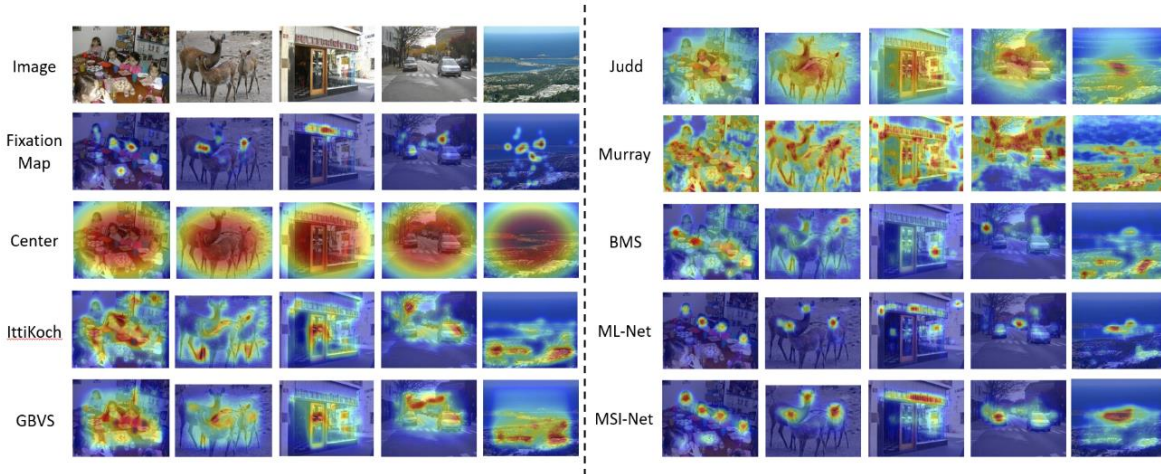 Image
Fixation
Map
Center
IttiKoch
GBVS
Judd
Murray
BMS
ML-Net
MSI-Net